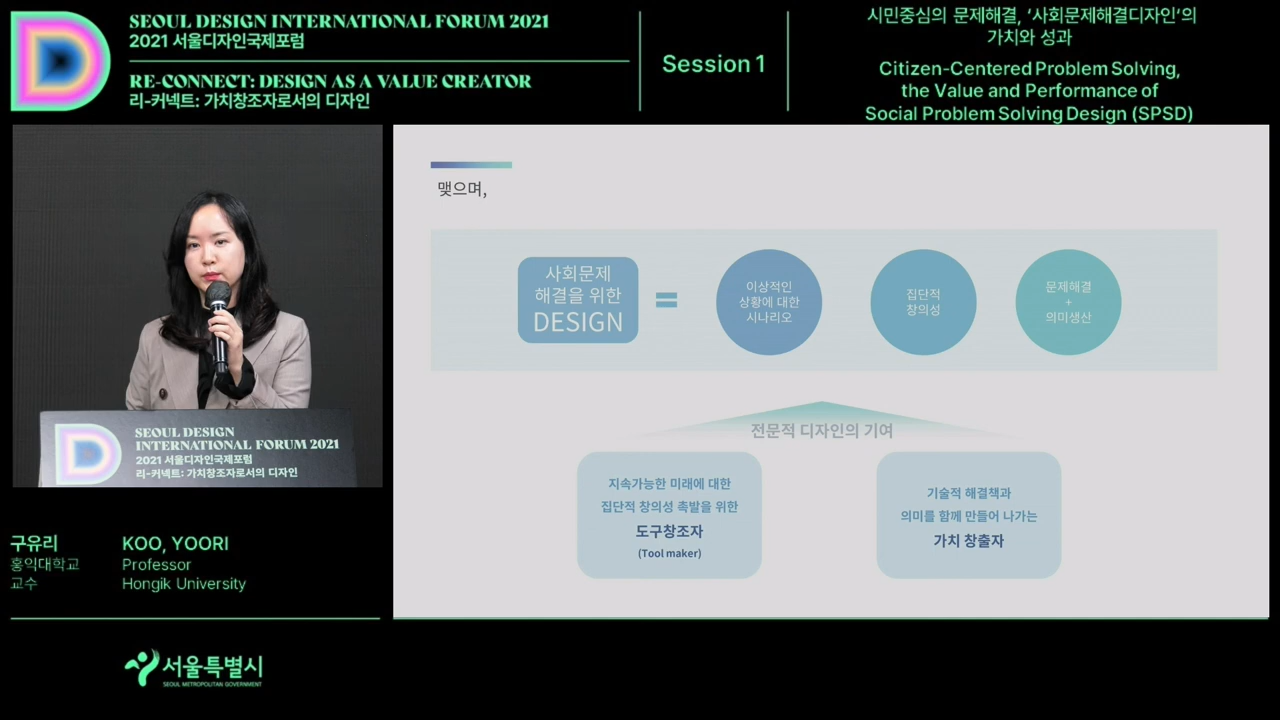 SEOUL DESIGN INTERNATIONAL FORUM 2021
2021 서울디자인국제포럼
RE-CONNECT: DESIGN AS A VALUE CREATOR
리-커넥트: 가치창조자로서의 디자인
Session 1
시민중심의 문제해결, ‘사회문제해결디자인’의
가치와 성과
Citizen-Centered Problem Solving,
the Value and Performance of
Social Problem Solving Design (SPSD)
맺으며,
사회문제
해결을 위한
DESIGN
=
이상적인
상황에 대한
시나리오
집단적
창의성
문제해결
+
의미생산
전문적 디자인의 기여
지속가능한 미래에 대한
집단적 창의성 촉발을 위한
도구창조자
(Tool maker)
기술적 해결책과
의미를 함께 만들어 나가는
가치 창출자
SEOUL DESIGN
INTERNATIONAL FORUM 2021
2021 서울디자인국제포럼
리-커넥트: 가치창조자로서의 디자인
구유리
홍익대학교
교수
KOO, YOORI
Professor
Hongik University
서울특별시
SEOUL METROPOLITAN GOVERNMENT